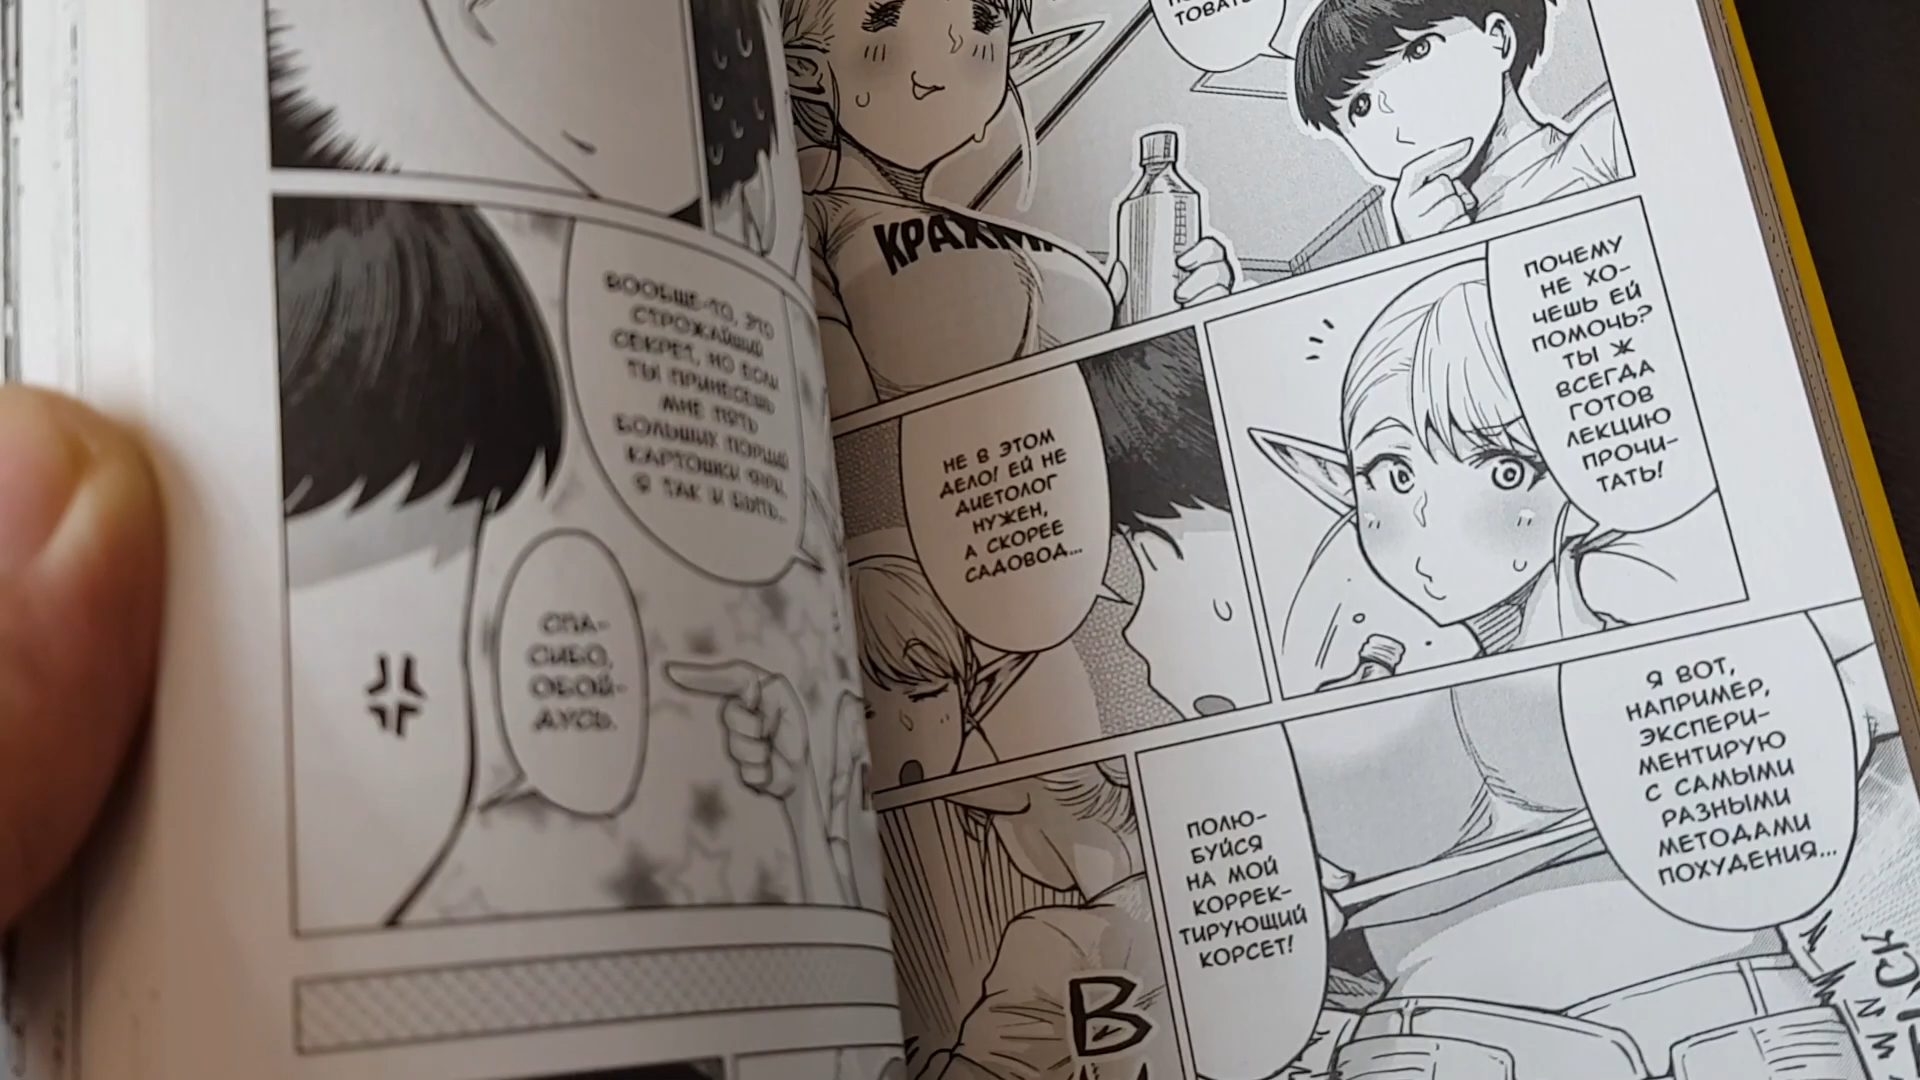 ВООБЩЕ-ТО, ЭТО
СТРОЖАЙШИЙ
СЕКРЕТ, НО ЕСЛИ
ТЫ ПРИНЕСЁШЬ
МНЕ ПЯТЬ
БОЛЬШИХ ПОРЦИЙ
КАРТОШКИ ФРИ,
Я ТАК И БЫТЬ...
СПА-
СИБО,
ОБОЙ-
ДУСЬ.
ТОВАТЬ
КРАХМА
ПОЧЕМУ
НЕ ХО-
ЧЕШЬ ЕЙ
ПОМОЧЬ?
ТЫ Ж
ВСЕГДА
ГОТОВ
ЛЕКЦИЮ
ПРОЧИ-
ТАТЬ!
НЕ В ЭТОМ
ДЕЛО! ЕЙ НЕ
ДИЕТОЛОГ
НУЖЕН,
А СКОРЕЕ
САДОВОД...
Я ВОТ,
НАПРИМЕР,
ЭКСПЕРИ-
МЕНТИРУЮ
С САМЫМИ
РАЗНЫМИ
МЕТОДАМИ
ПОХУДЕНИЯ...
ПОЛЮ-
БУЙСЯ
НА МОЙ
КОРРЕК-
ТИРУЮЩИЙ
КОРСЕТ!
В